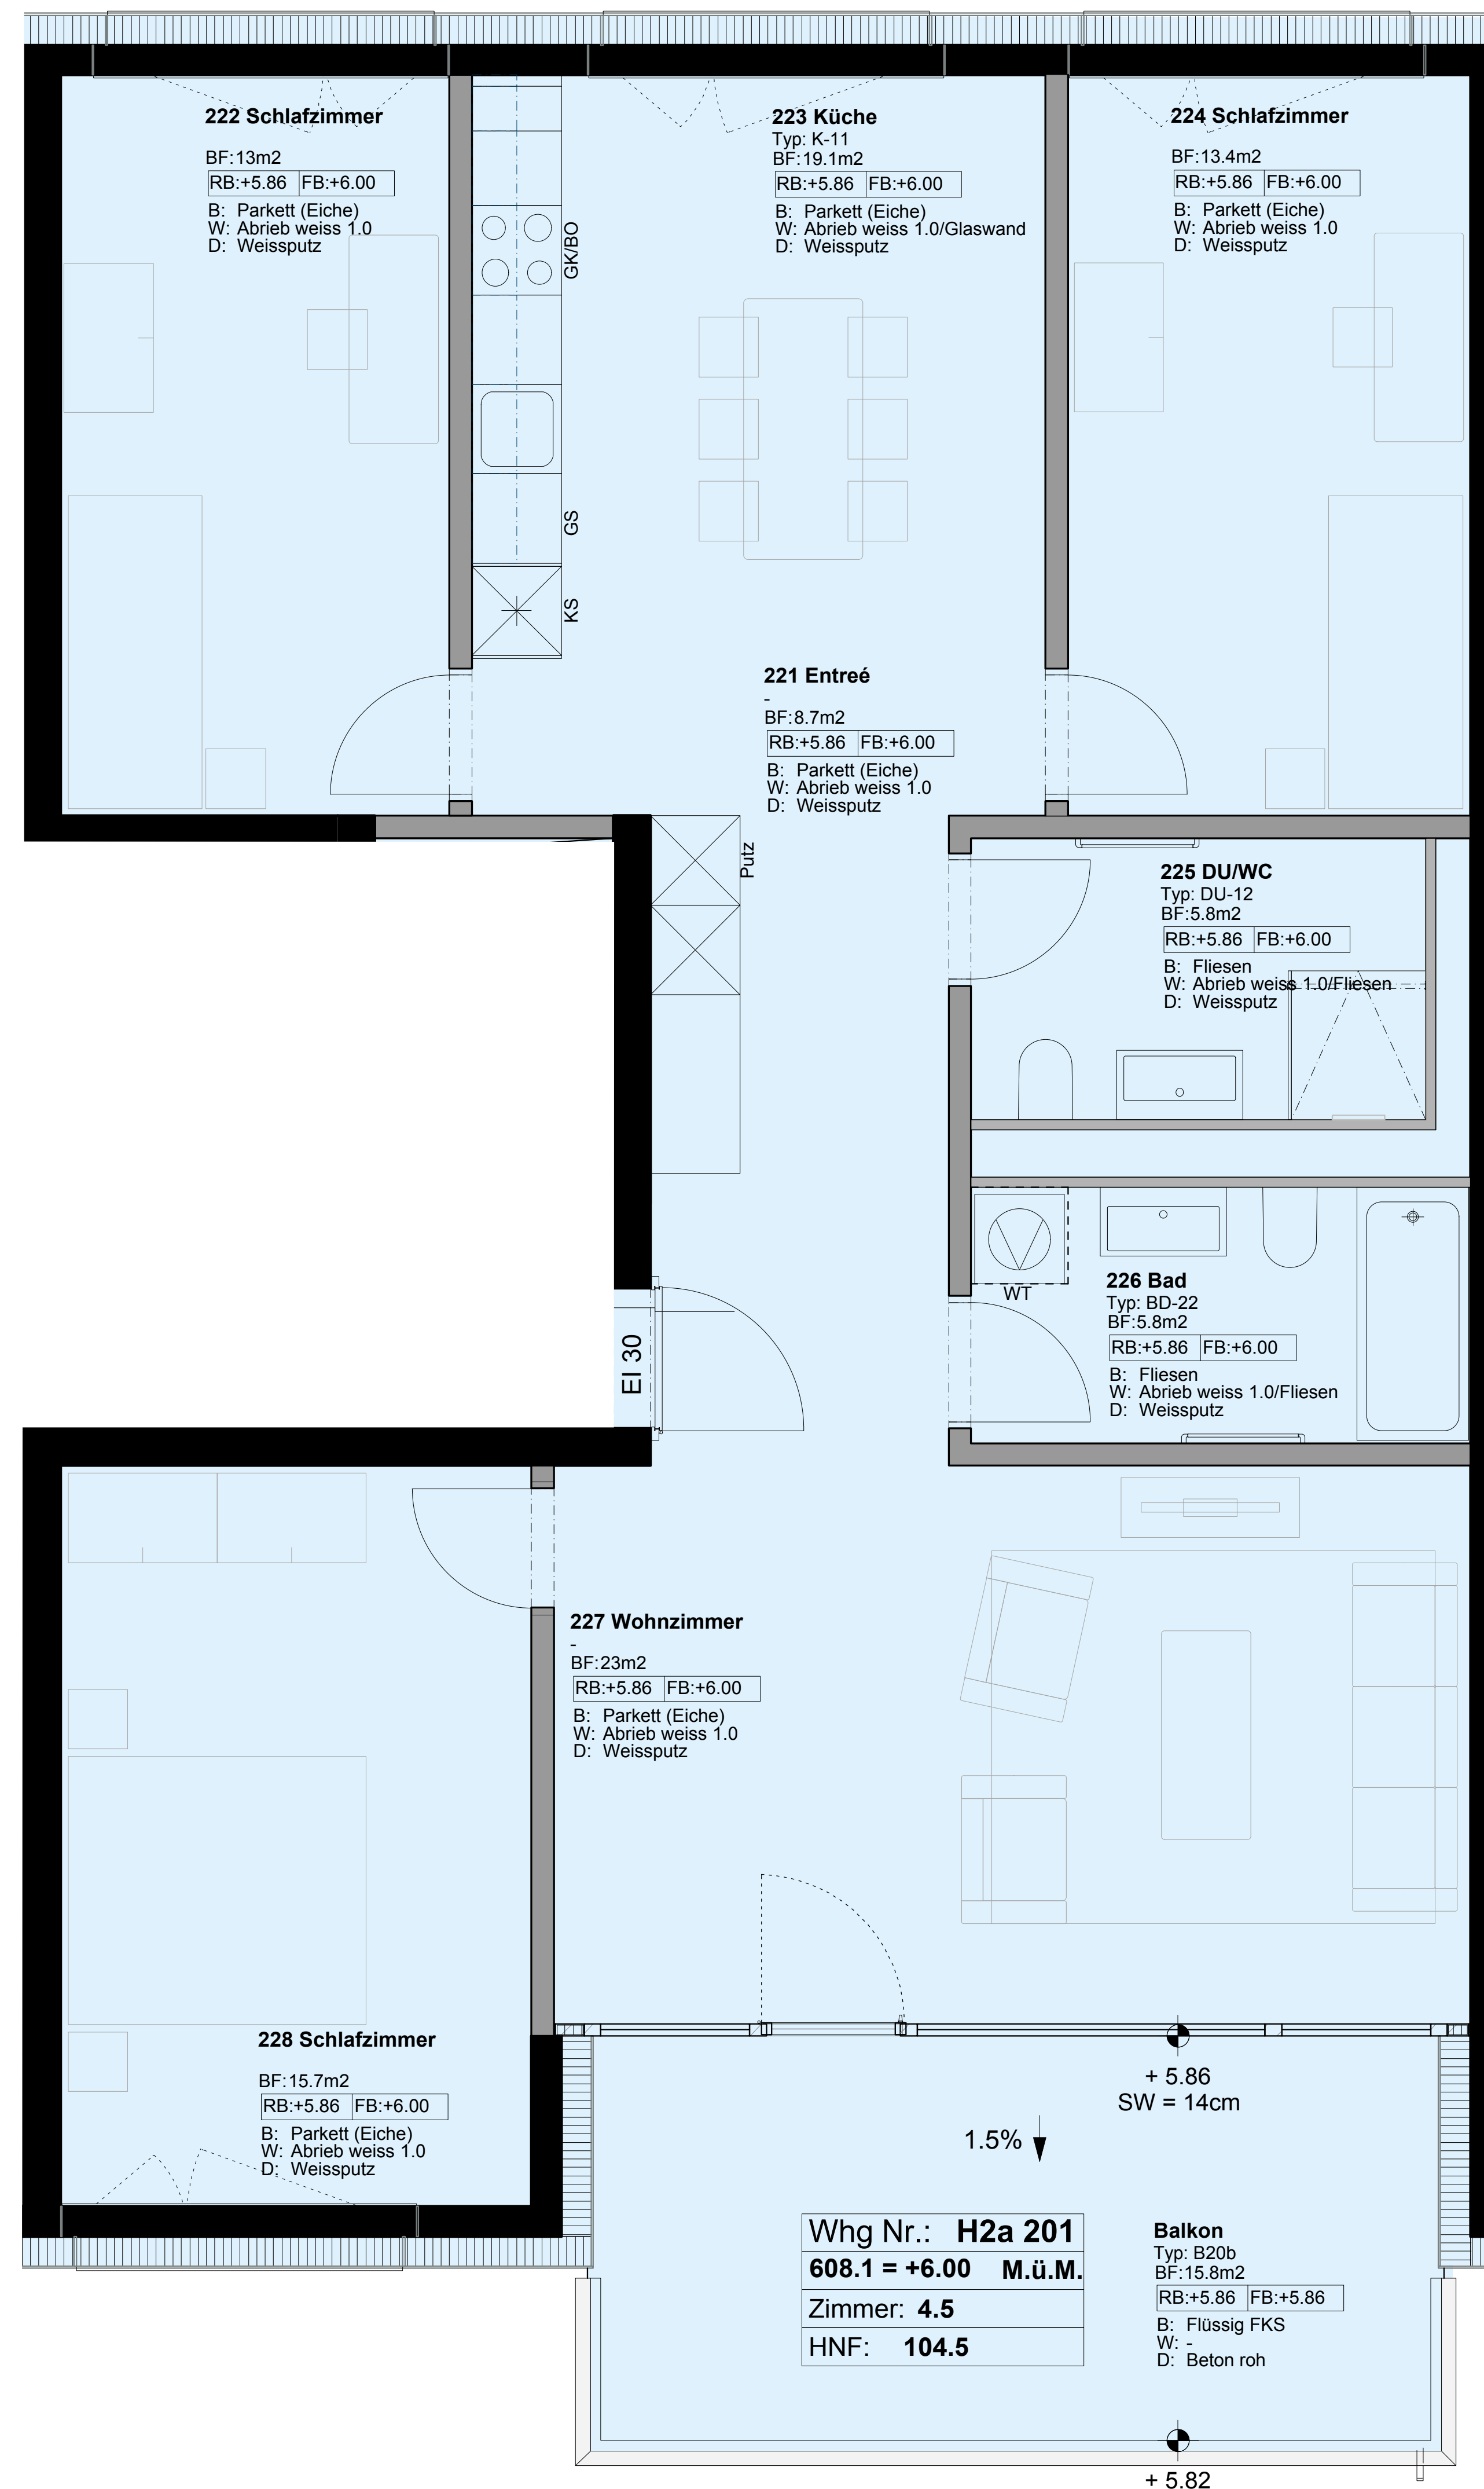 222 Schlafzimmer
BF:13m2
RB:+5.86 FB:+6.00
B: Parkett (Eiche)
W: Abrieb weiss 1.0
D: Weissputz
223 Küche
Typ: K-11
BF:19.1m2
RB:+5.86 FB:+6.00
B: Parkett (Eiche)
W: Abrieb weiss 1.0/Glaswand
D: Weissputz
224 Schlafzimmer
BF:13.4m2
RB:+5.86 FB:+6.00
B: Parkett (Eiche)
W: Abrieb weiss 1.0
D: Weissputz
GK/BO
GS
KS
221 Entreé
-
BF:8.7m2
RB:+5.86 FB:+6.00
B: Parkett (Eiche)
W: Abrieb weiss 1.0
D: Weissputz
Putz
225 DU/WC
Typ: DU-12
BF:5.8m2
RB:+5.86 FB:+6.00
B: Fliesen
W: Abrieb weiss 1.0/Fliesen
D: Weissputz
WT
226 Bad
Typ: BD-22
BF:5.8m2
RB:+5.86 FB:+6.00
B: Fliesen
W: Abrieb weiss 1.0/Fliesen
D: Weissputz
EI 30
227 Wohnzimmer
-
BF:23m2
RB:+5.86 FB:+6.00
B: Parkett (Eiche)
W: Abrieb weiss 1.0
D: Weissputz
228 Schlafzimmer
BF:15.7m2
RB:+5.86 FB:+6.00
B: Parkett (Eiche)
W: Abrieb weiss 1.0
D: Weissputz
+ 5.86
SW = 14cm
1.5%
Whg Nr.: H2a 201
608.1 = +6.00 M.ü.M.
Zimmer: 4.5
HNF: 104.5
Balkon
Typ: B20b
BF:15.8m2
RB:+5.86 FB:+5.86
B: Flüssig FKS
W: -
D: Beton roh
+ 5.82